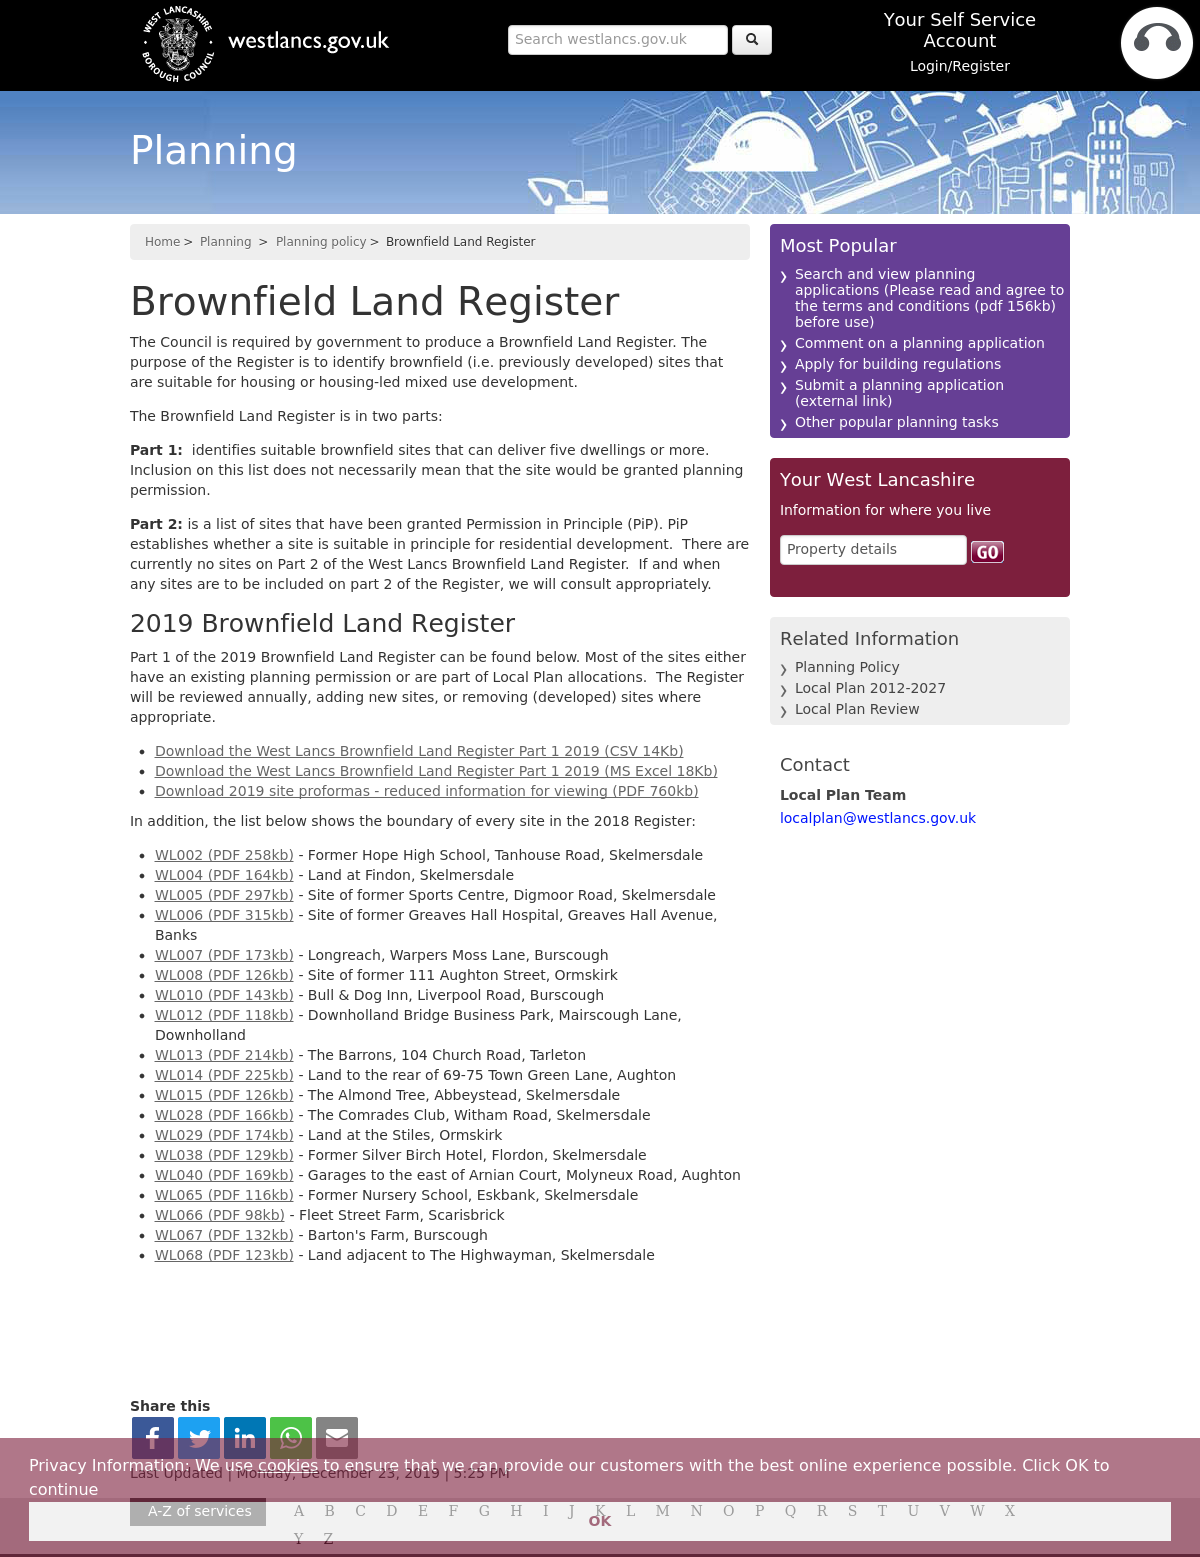 WEST LANCASHIRE
BOROUGH COUNCIL
westlancs.gov.uk
Search westlancs.gov.uk
Your Self Service
Account
Login/Register
Planning
Home > Planning > Planning policy > Brownfield Land Register
Brownfield Land Register
The Council is required by government to produce a Brownfield Land Register. The
purpose of the Register is to identify brownfield (i.e. previously developed) sites that
are suitable for housing or housing-led mixed use development.
The Brownfield Land Register is in two parts:
Part 1:  identifies suitable brownfield sites that can deliver five dwellings or more.
Inclusion on this list does not necessarily mean that the site would be granted planning
permission.
Part 2: is a list of sites that have been granted Permission in Principle (PiP). PiP
establishes whether a site is suitable in principle for residential development.  There are
currently no sites on Part 2 of the West Lancs Brownfield Land Register.  If and when
any sites are to be included on part 2 of the Register, we will consult appropriately.
2019 Brownfield Land Register
Part 1 of the 2019 Brownfield Land Register can be found below. Most of the sites either
have an existing planning permission or are part of Local Plan allocations.  The Register
will be reviewed annually, adding new sites, or removing (developed) sites where
appropriate.
Download the West Lancs Brownfield Land Register Part 1 2019 (CSV 14Kb)
Download the West Lancs Brownfield Land Register Part 1 2019 (MS Excel 18Kb)
Download 2019 site proformas - reduced information for viewing (PDF 760kb)
In addition, the list below shows the boundary of every site in the 2018 Register:
WL002 (PDF 258kb) - Former Hope High School, Tanhouse Road, Skelmersdale
WL004 (PDF 164kb) - Land at Findon, Skelmersdale
WL005 (PDF 297kb) - Site of former Sports Centre, Digmoor Road, Skelmersdale
WL006 (PDF 315kb) - Site of former Greaves Hall Hospital, Greaves Hall Avenue,
Banks
WL007 (PDF 173kb) - Longreach, Warpers Moss Lane, Burscough
WL008 (PDF 126kb) - Site of former 111 Aughton Street, Ormskirk
WL010 (PDF 143kb) - Bull & Dog Inn, Liverpool Road, Burscough
WL012 (PDF 118kb) - Downholland Bridge Business Park, Mairscough Lane,
Downholland
WL013 (PDF 214kb) - The Barrons, 104 Church Road, Tarleton
WL014 (PDF 225kb) - Land to the rear of 69-75 Town Green Lane, Aughton
WL015 (PDF 126kb) - The Almond Tree, Abbeystead, Skelmersdale
WL028 (PDF 166kb) - The Comrades Club, Witham Road, Skelmersdale
WL029 (PDF 174kb) - Land at the Stiles, Ormskirk
WL038 (PDF 129kb) - Former Silver Birch Hotel, Flordon, Skelmersdale
WL040 (PDF 169kb) - Garages to the east of Arnian Court, Molyneux Road, Aughton
WL065 (PDF 116kb) - Former Nursery School, Eskbank, Skelmersdale
WL066 (PDF 98kb) - Fleet Street Farm, Scarisbrick
WL067 (PDF 132kb) - Barton's Farm, Burscough
WL068 (PDF 123kb) - Land adjacent to The Highwayman, Skelmersdale
Most Popular
Search and view planning
applications (Please read and agree to
the terms and conditions (pdf 156kb)
before use)
Comment on a planning application
Apply for building regulations
Submit a planning application
(external link)
Other popular planning tasks
Your West Lancashire
Information for where you live
Property details
GO
Related Information
Planning Policy
Local Plan 2012-2027
Local Plan Review
Contact
Local Plan Team
localplan@westlancs.gov.uk
Share this
Last Updated | Monday, December 23, 2019 | 5:25 PM
Privacy Information: We use cookies to ensure that we can provide our customers with the best online experience possible. Click OK to
continue
A-Z of services
A B C D E F G H I J K L M N O P Q R S T U V W X
Y Z
OK